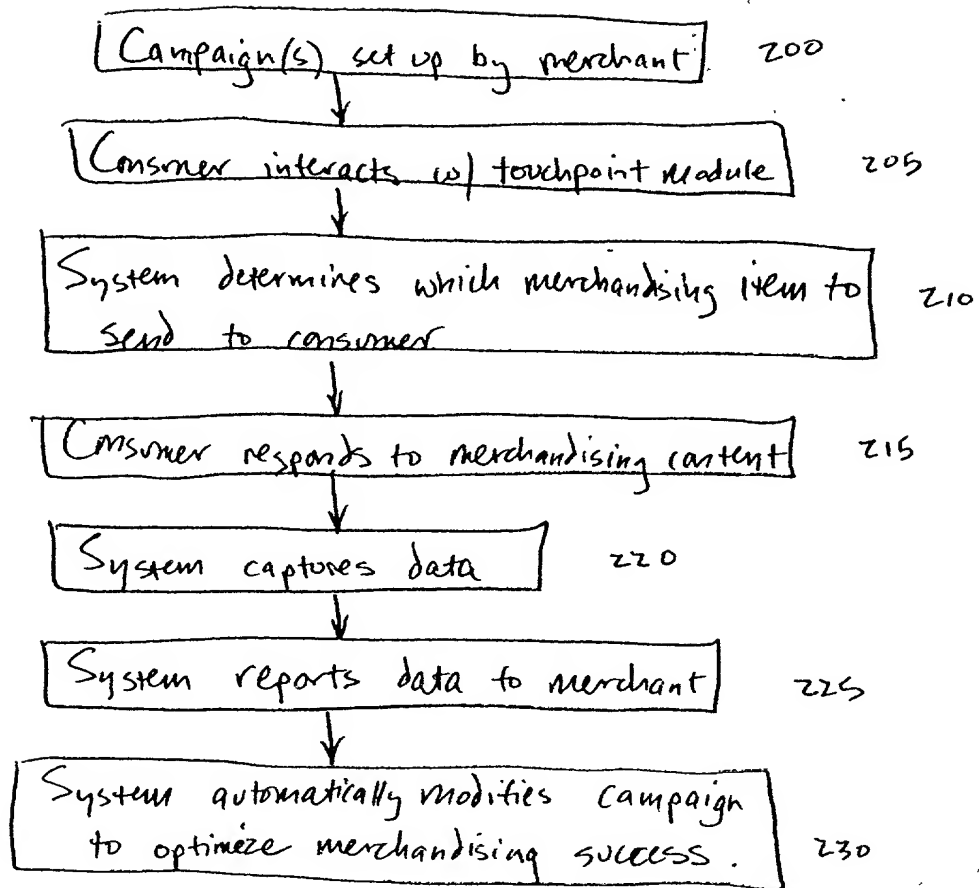 Campaign(s) set up by merchant 200
Consumer interacts w/ touchpoint module 205
System determines which merchandising item to
send to consumer 210
Consumer responds to merchandising content 215
System captures data 220
System reports data to merchant 225
System automatically modifies campaign
to optimize merchandising success. 230